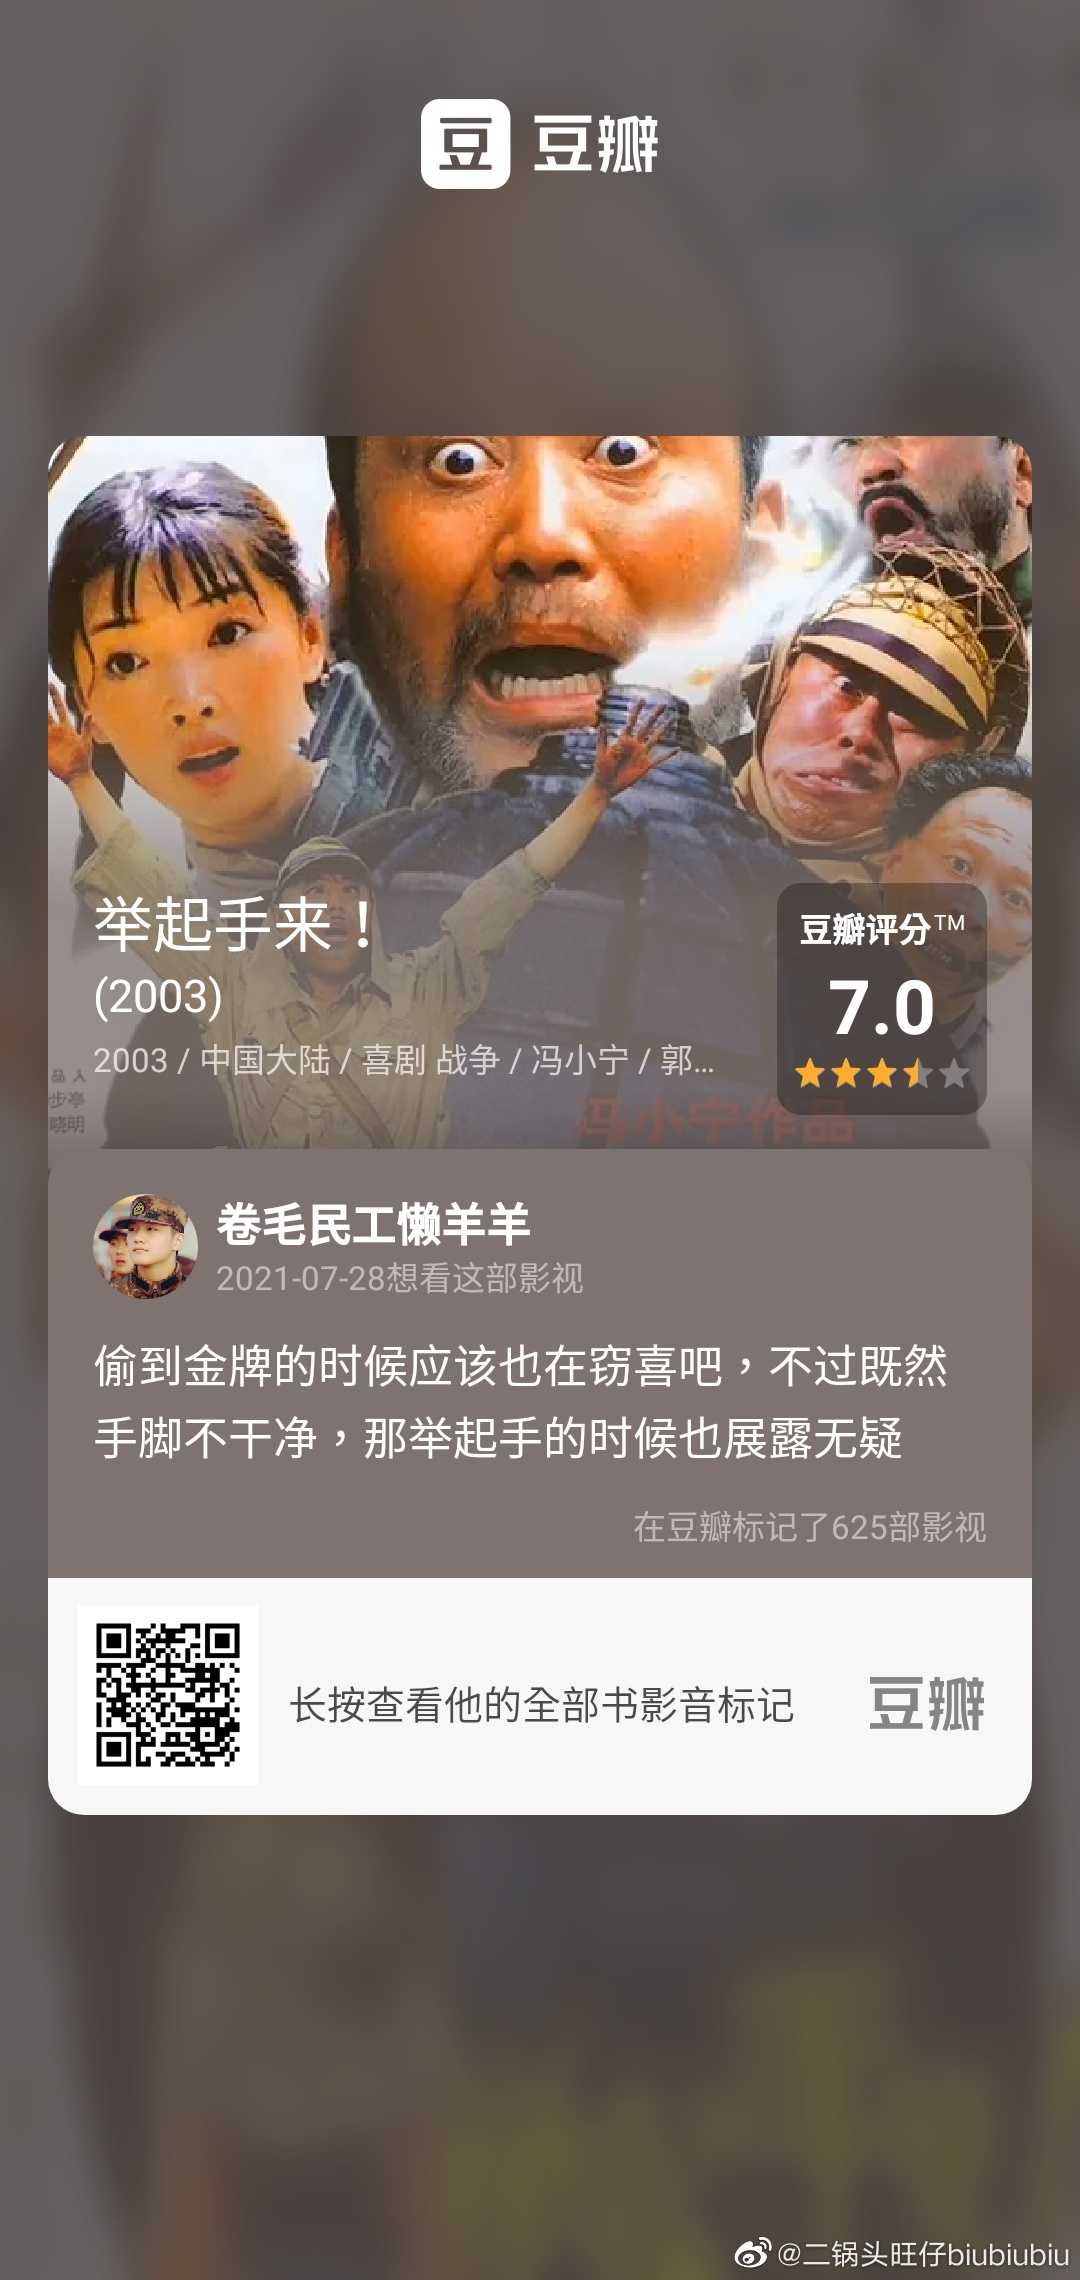 豆 豆瓣
举起手来！
(2003)
2003 / 中国大陆 / 喜剧 战争 / 冯小宁 / 郭...
豆瓣评分TM
7.0
品 人
步亭
晓明
冯小宁作品
卷毛民工懒羊羊
2021-07-28想看这部影视
偷到金牌的时候应该也在窃喜吧，不过既然
手脚不干净，那举起手的时候也展露无疑
在豆瓣标记了625部影视
长按查看他的全部书影音标记
豆瓣
@二锅头旺仔biubiubiu